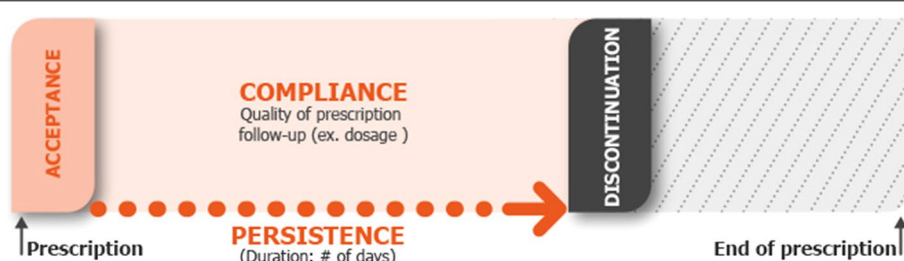 ACCEPTANCE
COMPLIANCE
Quality of prescription
follow-up (ex. dosage )
DISCONTINUATION
PERSISTENCE
(Duration: # of days)
Prescription
End of prescription